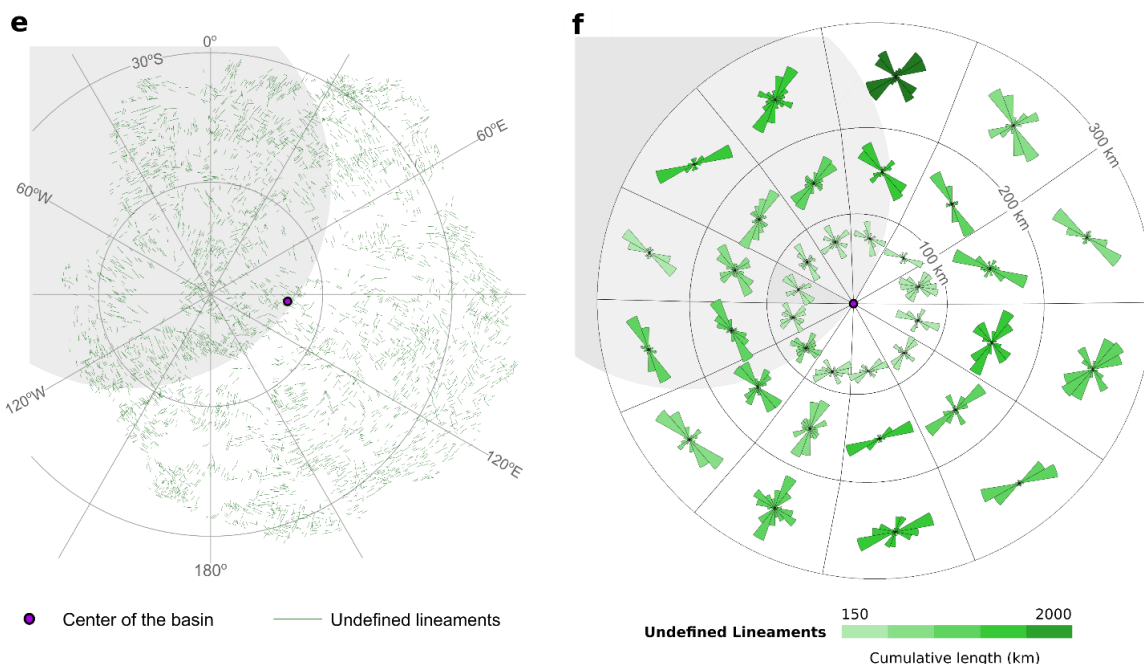 e
0º
30ºS
60ºE
60ºW
120ºW
120ºE
180º
Center of the basin
Undefined lineaments
f
300 km
200 km
100 km
150
2000
Undefined Lineaments
Cumulative length (km)